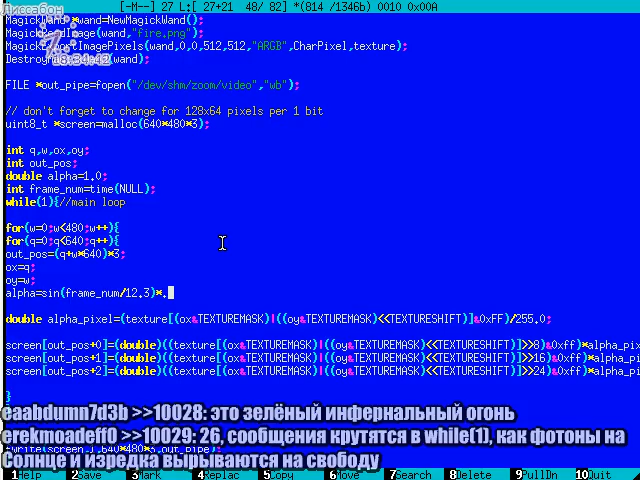 Диссабон
[-M--] 27 L:[ 27+21 48/ 82] *(814 /1346b) 0010 0x00A
MagickWand *wand=NewMagickWand();
Magick ImagePixels(wand,0,0,512,512,"ARGB",CharPixel,texture);
(wand,"fire.png");
(wand);
FILE *out_pipe=fopen("/dev/shm/zoom/video","wb");
// don't forget to change for 128x64 pixels per 1 bit
uint8_t *screen=malloc(640*480*3);
int q,w,ox,oy;
int out_pos;
double alpha=1.0;
int frame_num=time(NULL);
while(1){//main loop
for(w=0;w<480;w++){
for(q=0;q<640;q++){
out_pos=(q+w*640)*3;
ox=q;
oy=w;
alpha=sin(frame_num/12.3)*.
double alpha_pixel=(texture[(ox&TEXTUREMASK)|((oy&TEXTUREMASK)<<TEXTURESHIFT)]&0xFF)/255.0;
screen[out_pos+0]=(double)((texture[(ox&TEXTUREMASK)|((oy&TEXTUREMASK)<<TEXTURESHIFT)]>>8)&0xff)*alpha_pix
screen[out_pos+1]=(double)((texture[(ox&TEXTUREMASK)|((oy&TEXTUREMASK)<<TEXTURESHIFT)]>>16)&0xff)*alpha_pi
screen[out_pos+2]=(double)((texture[(ox&TEXTUREMASK)|((oy&TEXTUREMASK)<<TEXTURESHIFT)]>>24)&0xff)*alpha_pi
}
eaabdumn7d3b >>10028: это зелёный инфернальный огонь
erekmoadeff0 >>10029: 26, сообщения крутятся в while(1), как фотоны на
Солнце и изредка вырываются на свободу
1Help 2Save 3Mark 4Replac 5Copy 6Move 7Search 8Delete 9PullDn 10Quit